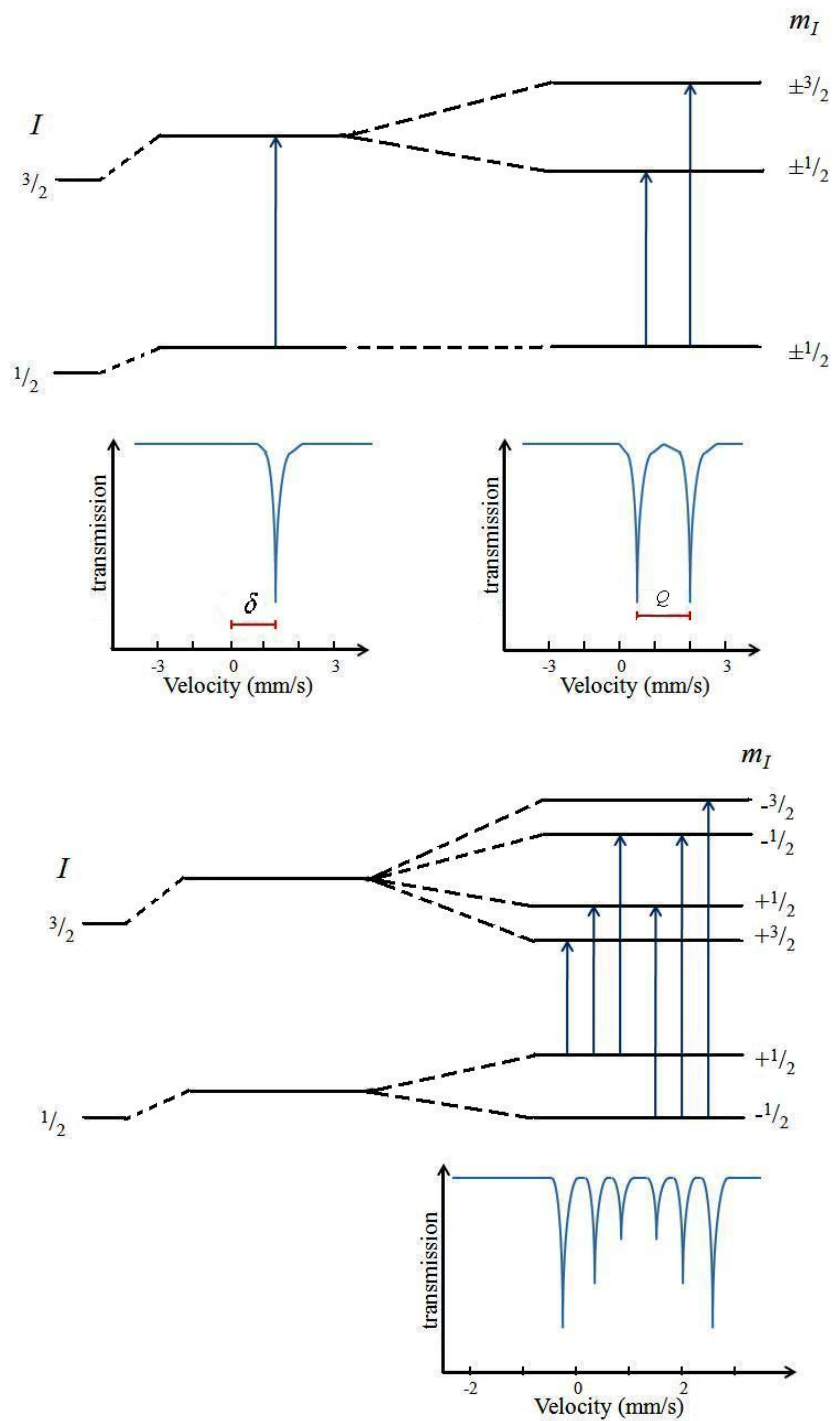 m_I
±3/2
I
±1/2
3/2
±1/2
1/2
transmission
δ
-3 0 3
Velocity (mm/s)
transmission
Q
-3 0 3
Velocity (mm/s)
m_I
-3/2
-1/2
I
+1/2
3/2
+3/2
+1/2
1/2
-1/2
transmission
-2 0 2
Velocity (mm/s)